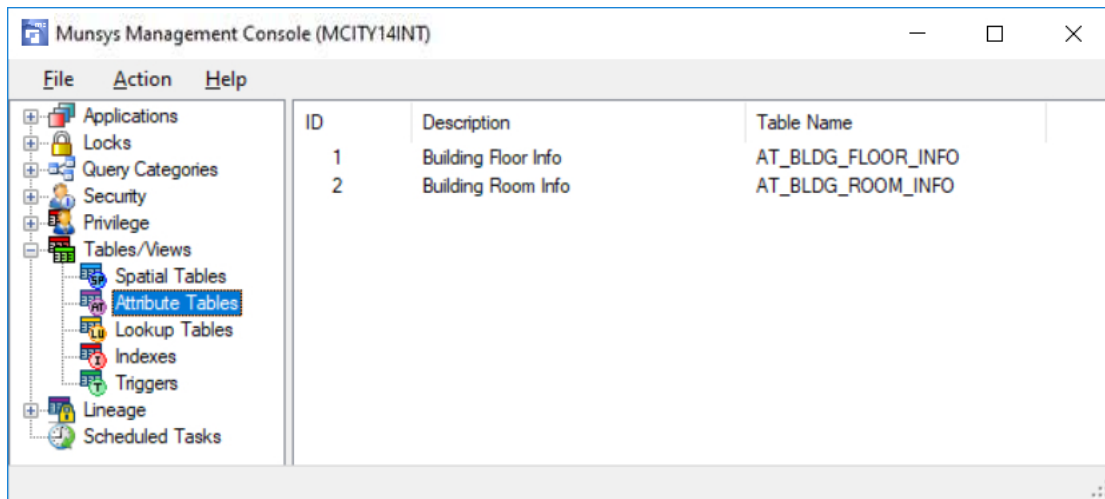 Munsys Management Console (MCITY14INT)
File Action Help
Applications
Locks
Query Categories
Security
Privilege
Tables/Views
Spatial Tables
Attribute Tables
Lookup Tables
Indexes
Triggers
Lineage
Scheduled Tasks
ID Description Table Name
1 Building Floor Info AT_BLDG_FLOOR_INFO
2 Building Room Info AT_BLDG_ROOM_INFO